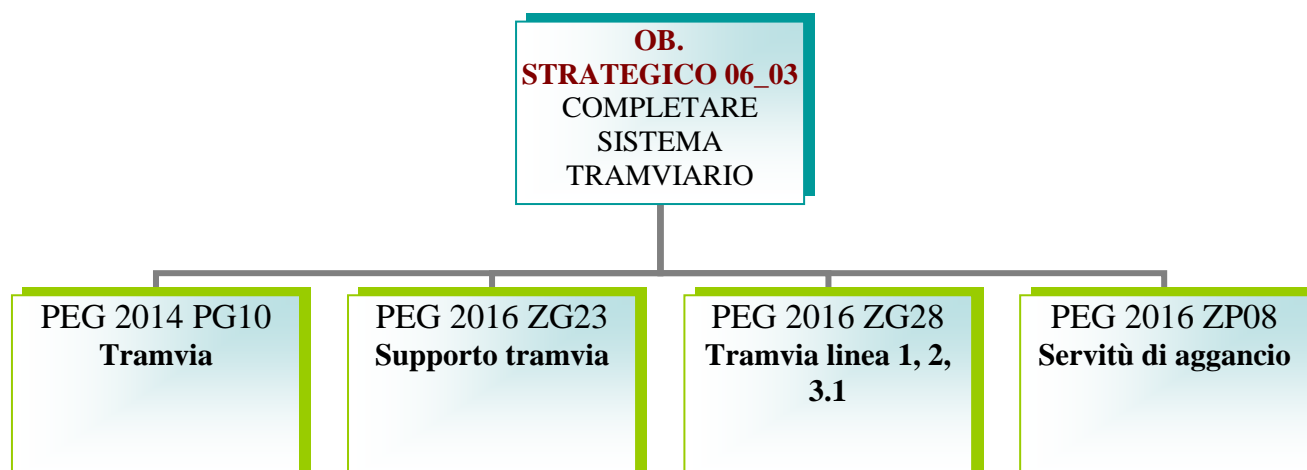 OB.
STRATEGICO 06_03
COMPLETARE
SISTEMA
TRAMVIARIO
PEG 2014 PG10
Tramvia
PEG 2016 ZG23
Supporto tramvia
PEG 2016 ZG28
Tramvia linea 1, 2,
3.1
PEG 2016 ZP08
Servitù di aggancio